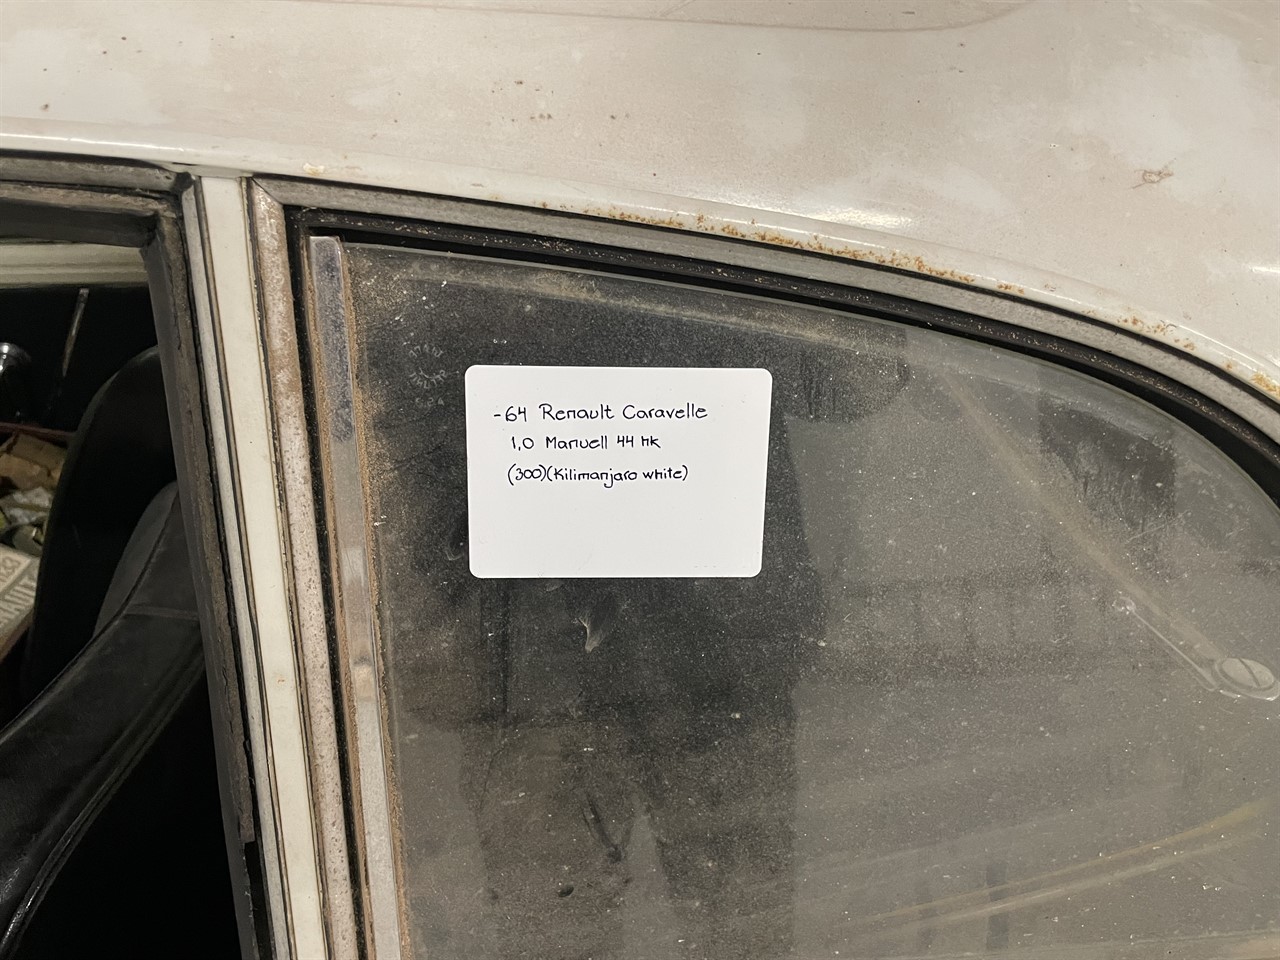 -64 Renault Caravelle
1,0 Manuell 44 hk
(300)(Kilimanjaro white)